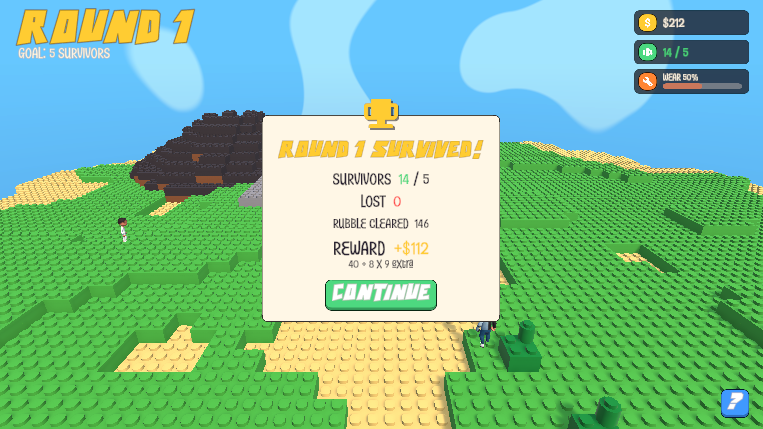 ROUND 1
GOAL: 5 SURVIVORS
$ $212
14 / 5
WEAR 50%
ROUND 1 SURVIVED!
SURVIVORS 14 / 5
LOST 0
RUBBLE CLEARED 146
REWARD +$112
40 + 8 X 9 EXTRA
CONTINUE
?